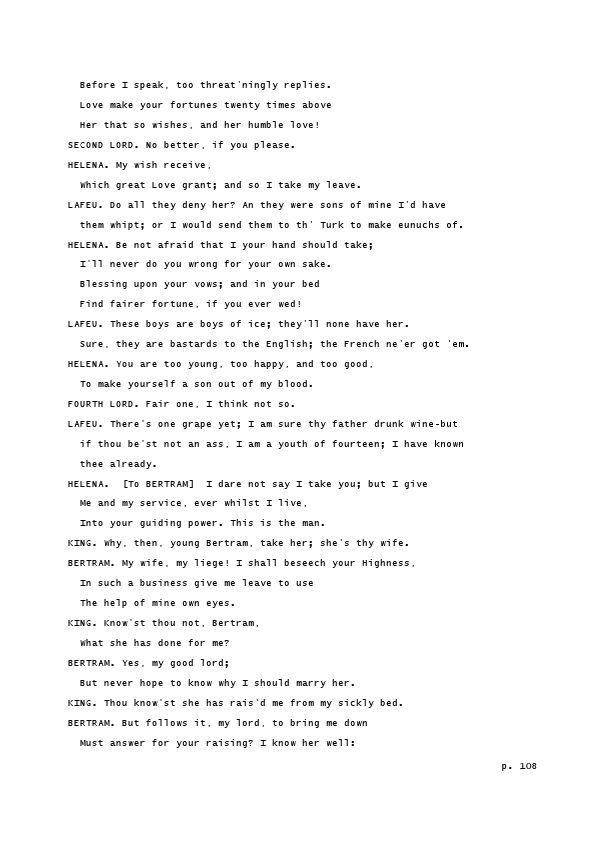 Before I speak, too threat'ningly replies.
Love make your fortunes twenty times above
Her that so wishes, and her humble love!
SECOND LORD. No better, if you please.
HELENA. My wish receive,
Which great Love grant; and so I take my leave.
LAFEU. Do all they deny her? An they were sons of mine I'd have
them whipt; or I would send them to th' Turk to make eunuchs of.
HELENA. Be not afraid that I your hand should take;
I'll never do you wrong for your own sake.
Blessing upon your vows; and in your bed
Find fairer fortune, if you ever wed!
LAFEU. These boys are boys of ice; they'll none have her.
Sure, they are bastards to the English; the French ne'er got 'em.
HELENA. You are too young, too happy, and too good,
To make yourself a son out of my blood.
FOURTH LORD. Fair one, I think not so.
LAFEU. There's one grape yet; I am sure thy father drunk wine-but
if thou be'st not an ass, I am a youth of fourteen; I have known
thee already.
HELENA. [To BERTRAM] I dare not say I take you; but I give
Me and my service, ever whilst I live,
Into your guiding power. This is the man.
KING. Why, then, young Bertram, take her; she's thy wife.
BERTRAM. My wife, my liege! I shall beseech your Highness,
In such a business give me leave to use
The help of mine own eyes.
KING. Know'st thou not, Bertram,
What she has done for me?
BERTRAM. Yes, my good lord;
But never hope to know why I should marry her.
KING. Thou know'st she has rais'd me from my sickly bed.
BERTRAM. But follows it, my lord, to bring me down
Must answer for your raising? I know her well:
p. 108